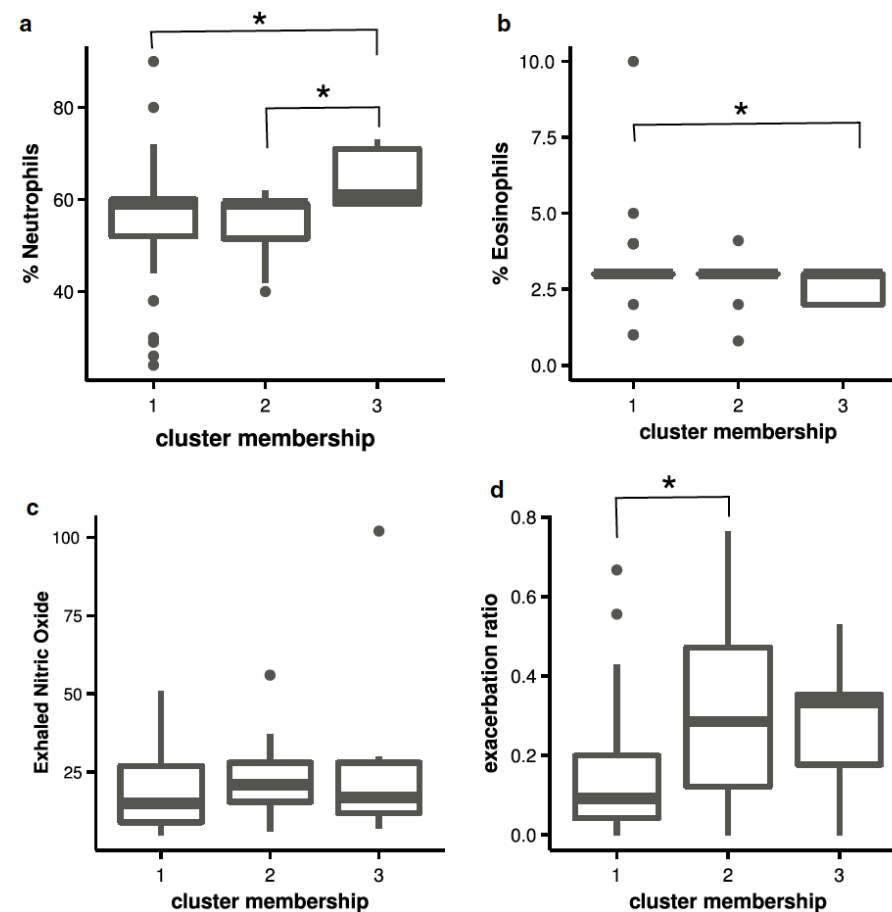 a
*
*
% Neutrophils
80
60
40
1 2 3
cluster membership
b
*
% Eosinophils
10.0
7.5
5.0
2.5
0.0
1 2 3
cluster membership
c
Exhaled Nitric Oxide
100
75
50
25
1 2 3
cluster membership
d
*
exacerbation ratio
0.8
0.6
0.4
0.2
0.0
1 2 3
cluster membership